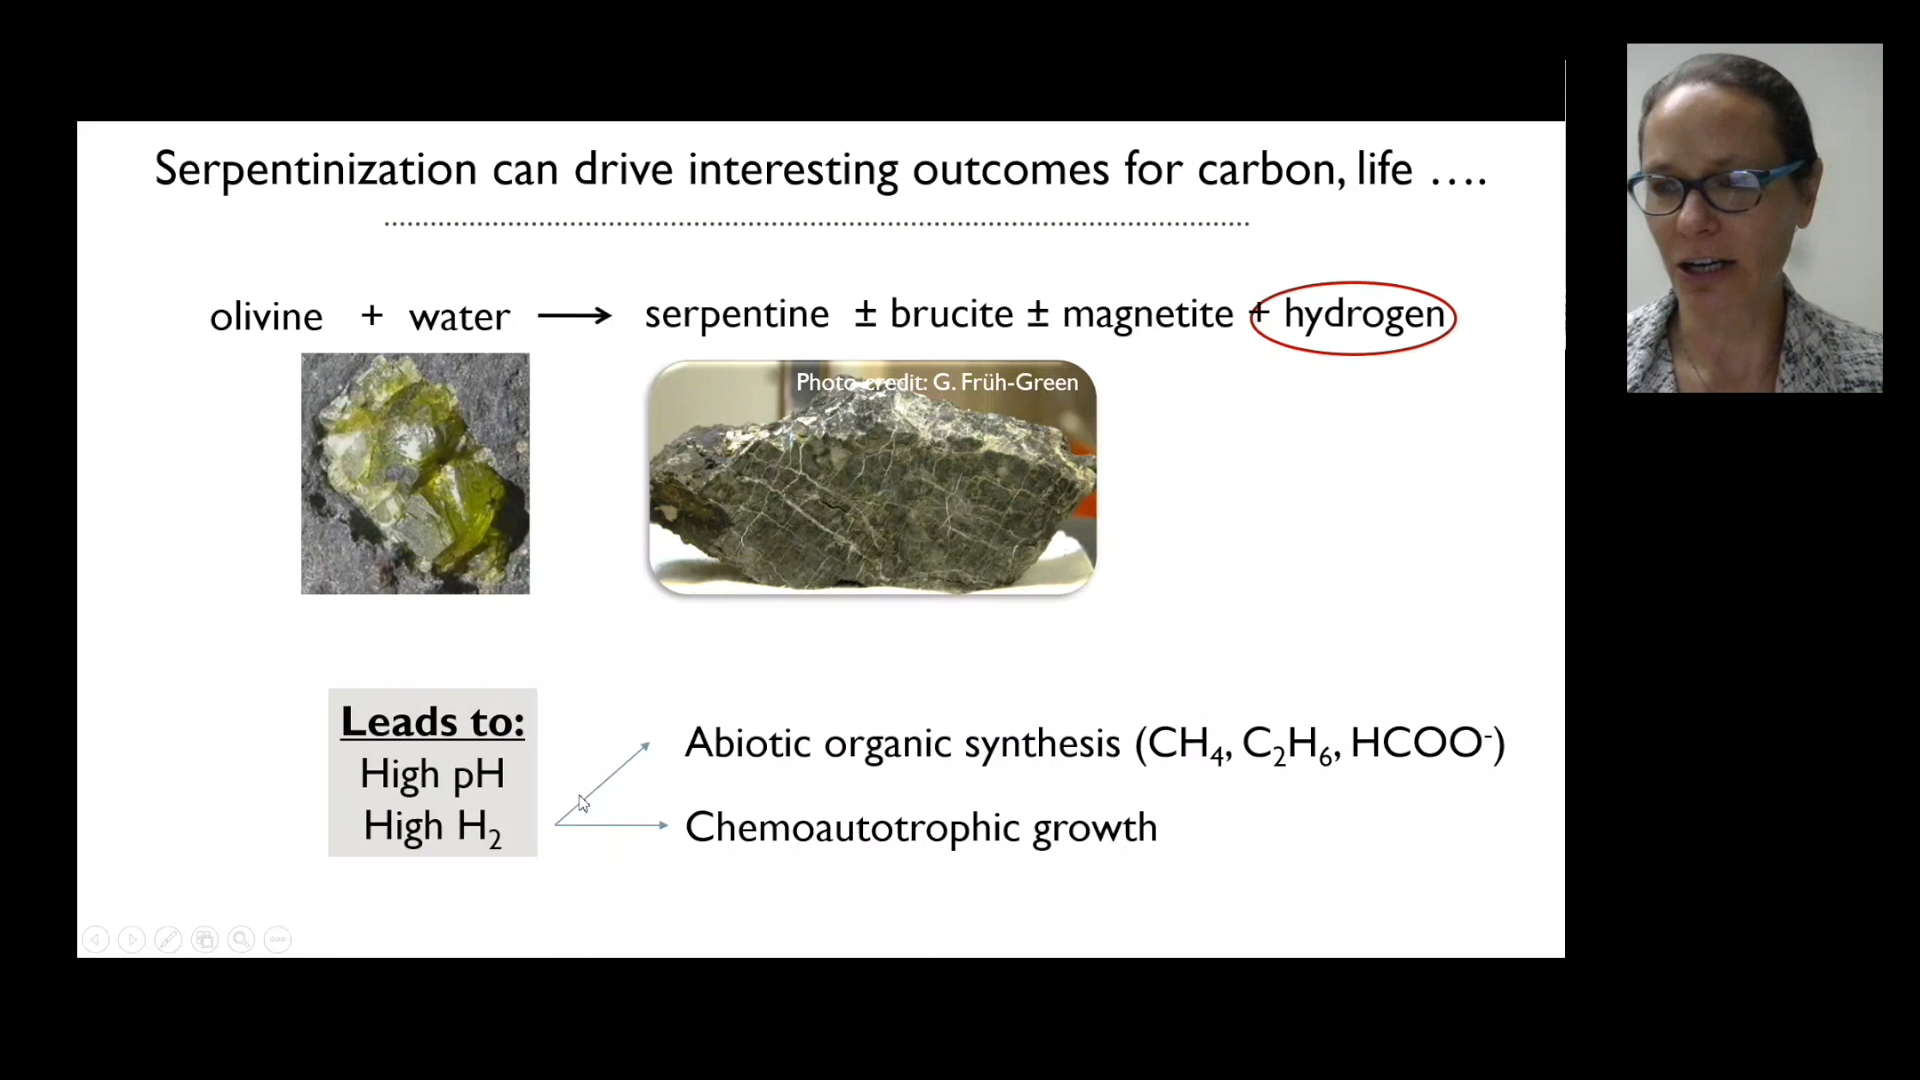 Serpentinization can drive interesting outcomes for carbon, life ….
olivine + water → serpentine ± brucite ± magnetite + hydrogen
Photo credit: G. Früh-Green
Leads to:
High pH
High H₂
Abiotic organic synthesis (CH₄, C₂H₆, HCOO⁻)
Chemoautotrophic growth